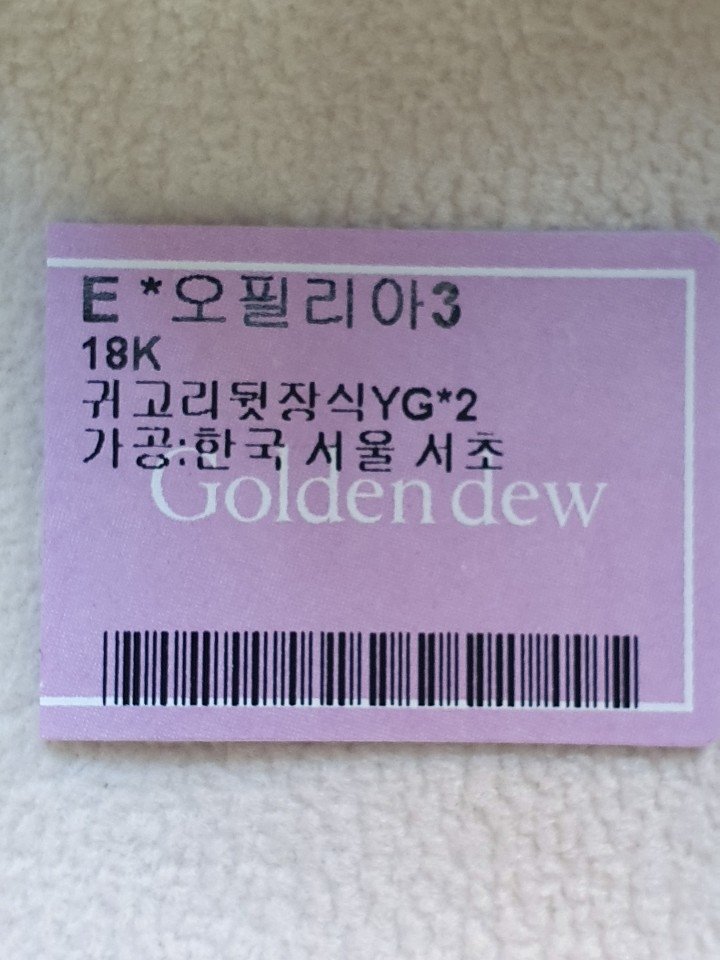 E *오필리아3
18K
귀고리뒷장식YG*2
가공:한국 서울 서초
Golden dew